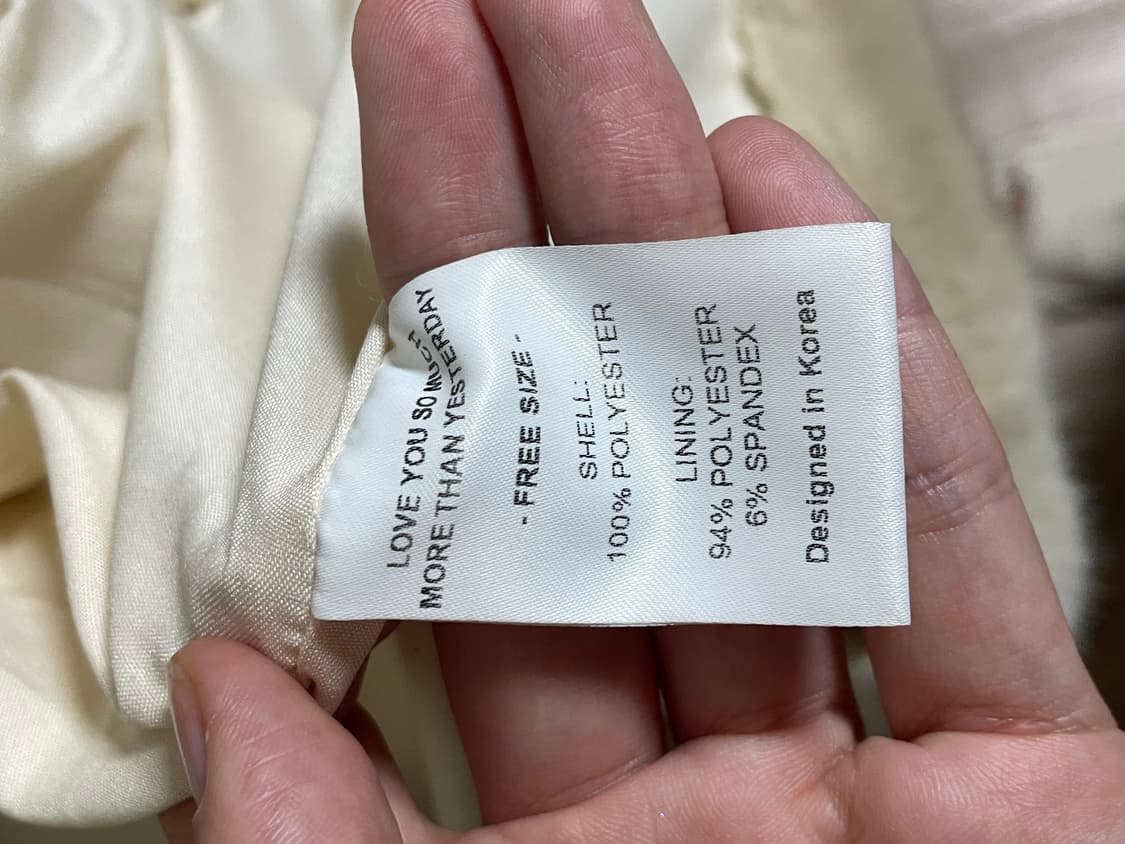 LOVE YOU SO MUCH
MORE THAN YESTERDAY
- FREE SIZE -
SHELL:
100% POLYESTER
LINING:
94% POLYESTER
6% SPANDEX
Designed in Korea